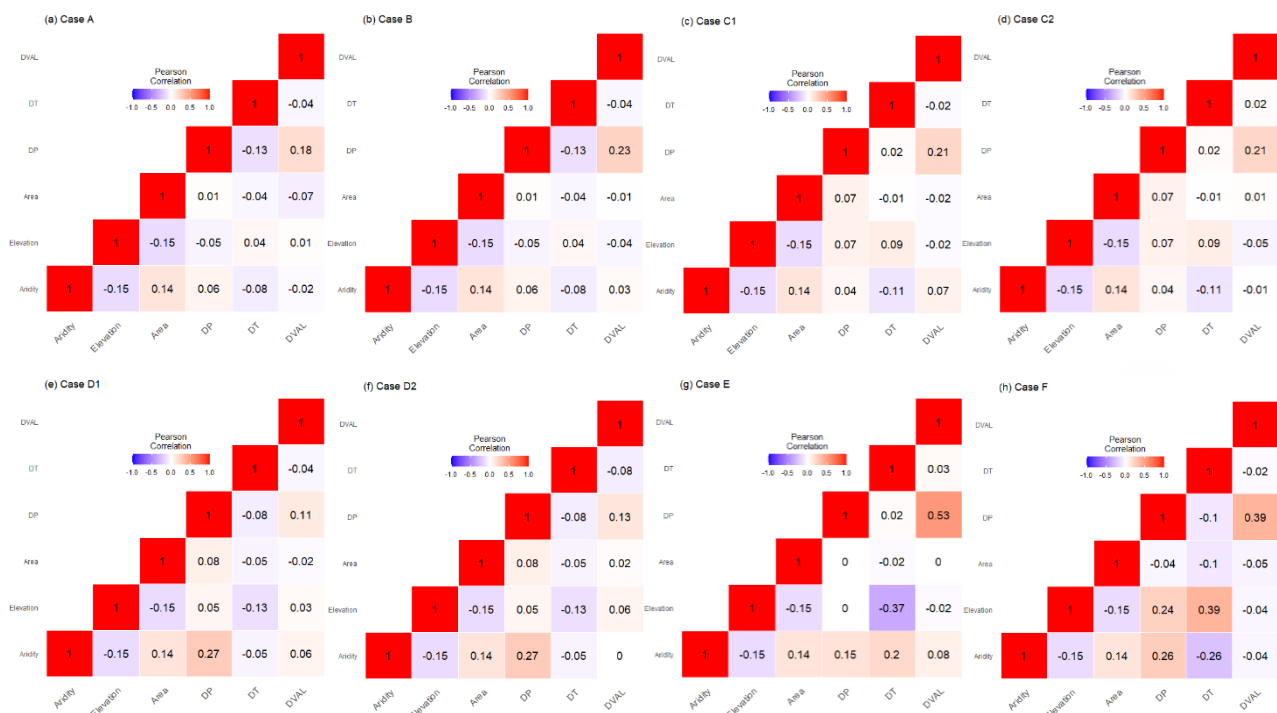 (a) Case A
DVAL 1
Pearson
Correlation
-1.0 -0.5 0.0 0.5 1.0
DT 1 -0.04
DP 1 -0.13 0.18
Area 1 0.01 -0.04 -0.07
Elevation 1 -0.15 -0.05 0.04 0.01
Aridity 1 -0.15 0.14 0.06 -0.08 -0.02
Aridity Elevation Area DP DT DVAL
(b) Case B
DVAL 1
Pearson
Correlation
-1.0 -0.5 0.0 0.5 1.0
DT 1 -0.04
DP 1 -0.13 0.23
Area 1 0.01 -0.04 -0.01
Elevation 1 -0.15 -0.05 0.04 -0.04
Aridity 1 -0.15 0.14 0.06 -0.08 0.03
Aridity Elevation Area DP DT DVAL
(c) Case C1
DVAL 1
Pearson
Correlation
-1.0 -0.5 0.0 0.5 1.0
DT 1 -0.02
DP 1 0.02 0.21
Area 1 0.07 -0.01 -0.02
Elevation 1 -0.15 0.07 0.09 -0.02
Aridity 1 -0.15 0.14 0.04 -0.11 0.07
Aridity Elevation Area DP DT DVAL
(d) Case C2
DVAL 1
Pearson
Correlation
-1.0 -0.5 0.0 0.5 1.0
DT 1 0.02
DP 1 0.02 0.21
Area 1 0.07 -0.01 0.01
Elevation 1 -0.15 0.07 0.09 -0.05
Aridity 1 -0.15 0.14 0.04 -0.11 -0.01
Aridity Elevation Area DP DT DVAL
(e) Case D1
DVAL 1
Pearson
Correlation
-1.0 -0.5 0.0 0.5 1.0
DT 1 -0.04
DP 1 -0.08 0.11
Area 1 0.08 -0.05 -0.02
Elevation 1 -0.15 0.05 -0.13 0.03
Aridity 1 -0.15 0.14 0.27 -0.05 0.06
Aridity Elevation Area DP DT DVAL
(f) Case D2
DVAL 1
Pearson
Correlation
-1.0 -0.5 0.0 0.5 1.0
DT 1 -0.08
DP 1 -0.08 0.13
Area 1 0.08 -0.05 0.02
Elevation 1 -0.15 0.05 -0.13 0.06
Aridity 1 -0.15 0.14 0.27 -0.05 0
Aridity Elevation Area DP DT DVAL
(g) Case E
DVAL 1
Pearson
Correlation
-1.0 -0.5 0.0 0.5 1.0
DT 1 0.03
DP 1 0.02 0.53
Area 1 0 -0.02 0
Elevation 1 -0.15 0 -0.37 -0.02
Aridity 1 -0.15 0.14 0.15 0.2 0.08
Aridity Elevation Area DP DT DVAL
(h) Case F
DVAL 1
Pearson
Correlation
-1.0 -0.5 0.0 0.5 1.0
DT 1 -0.02
DP 1 -0.1 0.39
Area 1 -0.04 -0.1 -0.05
Elevation 1 -0.15 0.24 0.39 -0.04
Aridity 1 -0.15 0.14 0.26 -0.26 -0.04
Aridity Elevation Area DP DT DVAL